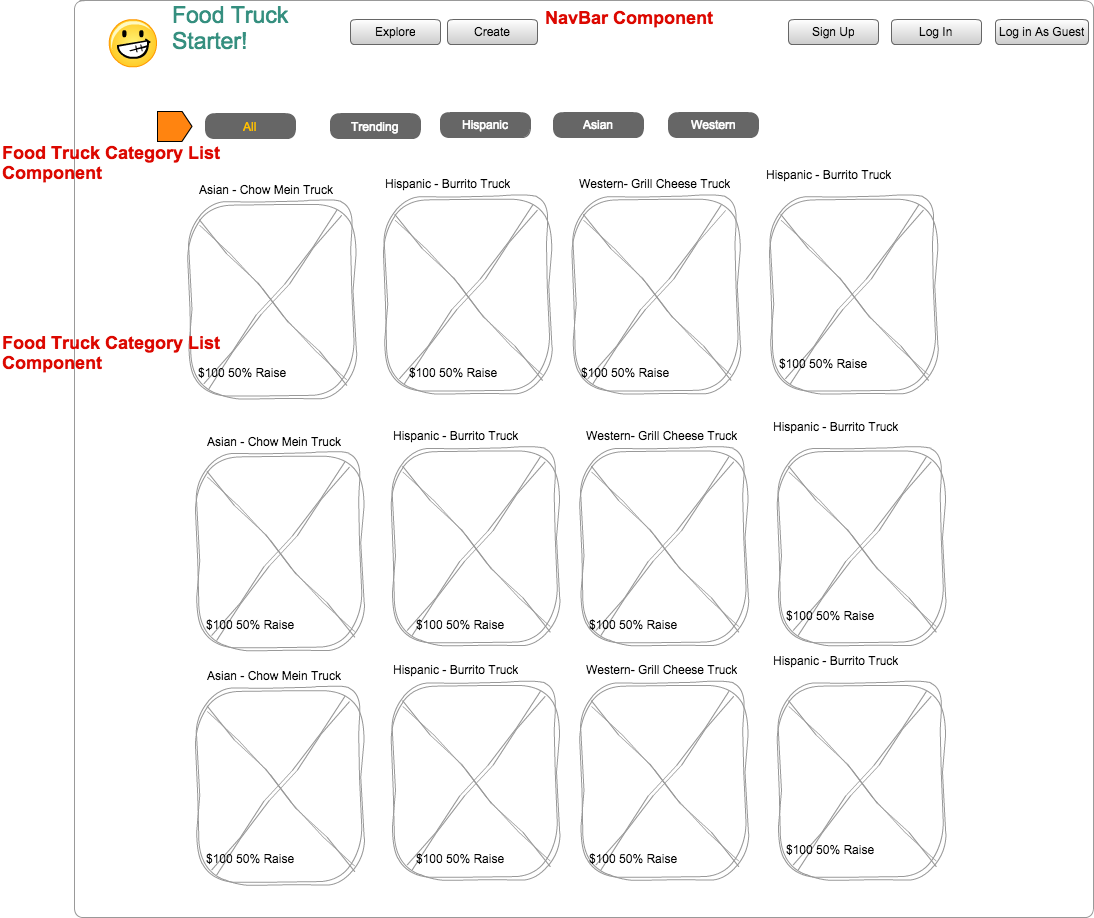 Food Truck
Starter!
Explore
Create
NavBar Component
Sign Up
Log In
Log in As Guest
All
Trending
Hispanic
Asian
Western
Food Truck Category List
Component
Asian - Chow Mein Truck
Hispanic - Burrito Truck
Western- Grill Cheese Truck
Hispanic - Burrito Truck
Food Truck Category List
Component
$100 50% Raise
$100 50% Raise
$100 50% Raise
$100 50% Raise
Asian - Chow Mein Truck
Hispanic - Burrito Truck
Western- Grill Cheese Truck
Hispanic - Burrito Truck
$100 50% Raise
$100 50% Raise
$100 50% Raise
$100 50% Raise
Asian - Chow Mein Truck
Hispanic - Burrito Truck
Western- Grill Cheese Truck
Hispanic - Burrito Truck
$100 50% Raise
$100 50% Raise
$100 50% Raise
$100 50% Raise